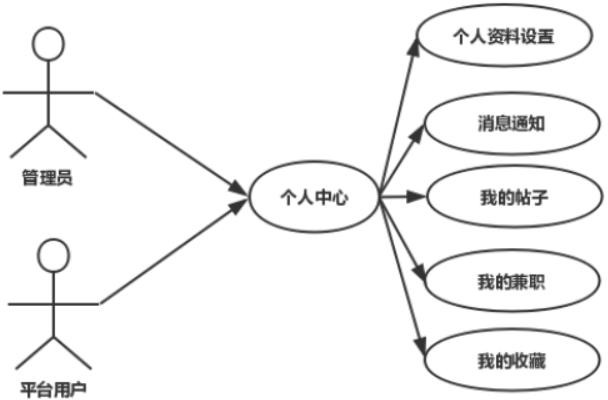 个人资料设置
消息通知
管理员
个人中心
我的帖子
我的兼职
我的收藏
平台用户